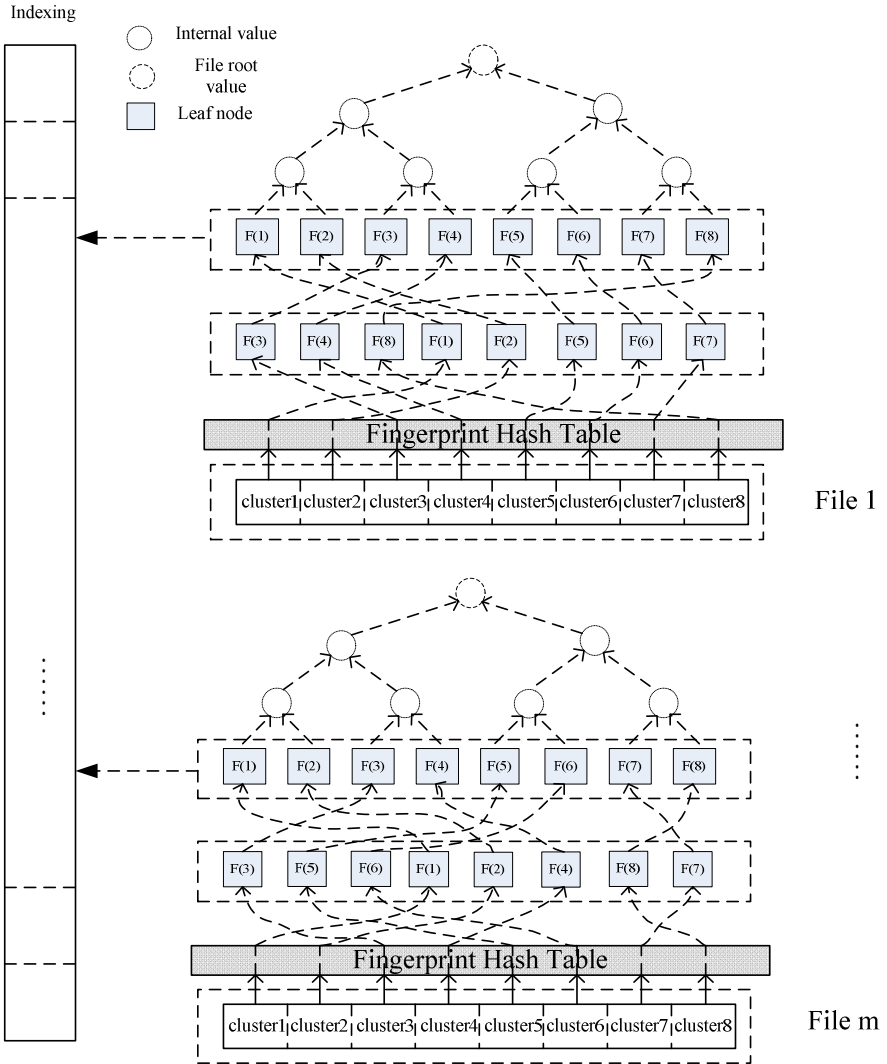 Indexing
Internal value
File root
value
Leaf node
F(1) F(2) F(3) F(4) F(5) F(6) F(7) F(8)
F(3) F(4) F(8) F(1) F(2) F(5) F(6) F(7)
Fingerprint Hash Table
cluster1 cluster2 cluster3 cluster4 cluster5 cluster6 cluster7 cluster8
File 1
F(1) F(2) F(3) F(4) F(5) F(6) F(7) F(8)
F(3) F(5) F(6) F(1) F(2) F(4) F(8) F(7)
Fingerprint Hash Table
cluster1 cluster2 cluster3 cluster4 cluster5 cluster6 cluster7 cluster8
File m